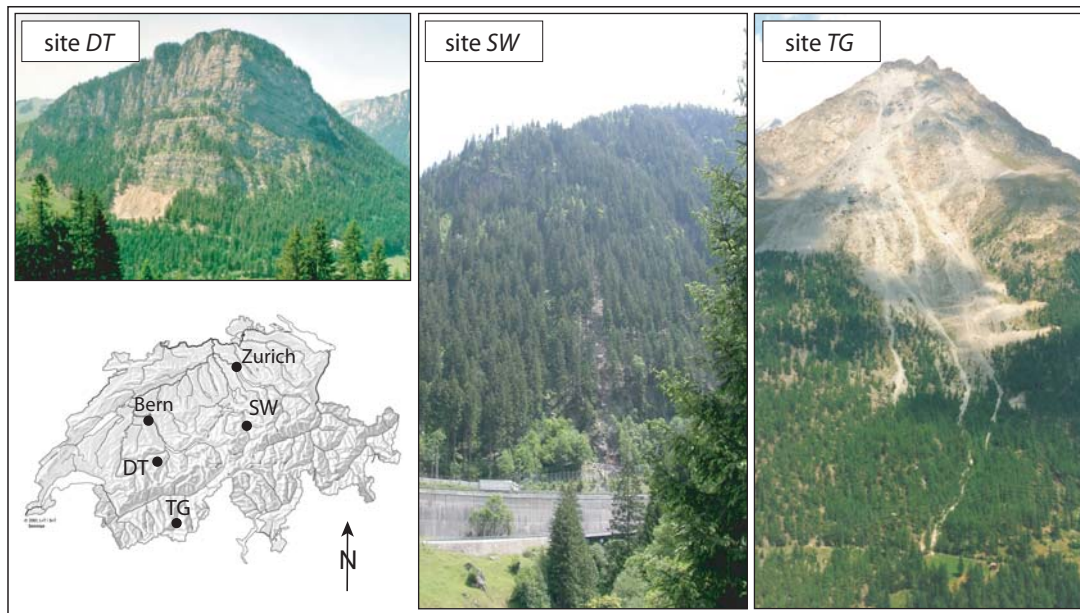 site DT
site SW
site TG
Zurich
Bern
SW
DT
TG
N